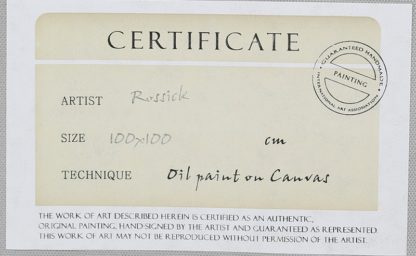 CERTIFICATE
GUARANTEED HANDMADE
PAINTING
INTERNATIONAL ART ASSOCIATION
ARTIST Rossick
SIZE 100x100 cm
TECHNIQUE Oil paint on Canvas
THE WORK OF ART DESCRIBED HEREIN IS CERTIFIED AS AN AUTHENTIC,
ORIGINAL PAINTING, HAND-SIGNED BY THE ARTIST AND GUARANTEED AS REPRESENTED
THIS WORK OF ART MAY NOT BE REPRODUCED WITHOUT PERMISSION OF THE ARTIST.